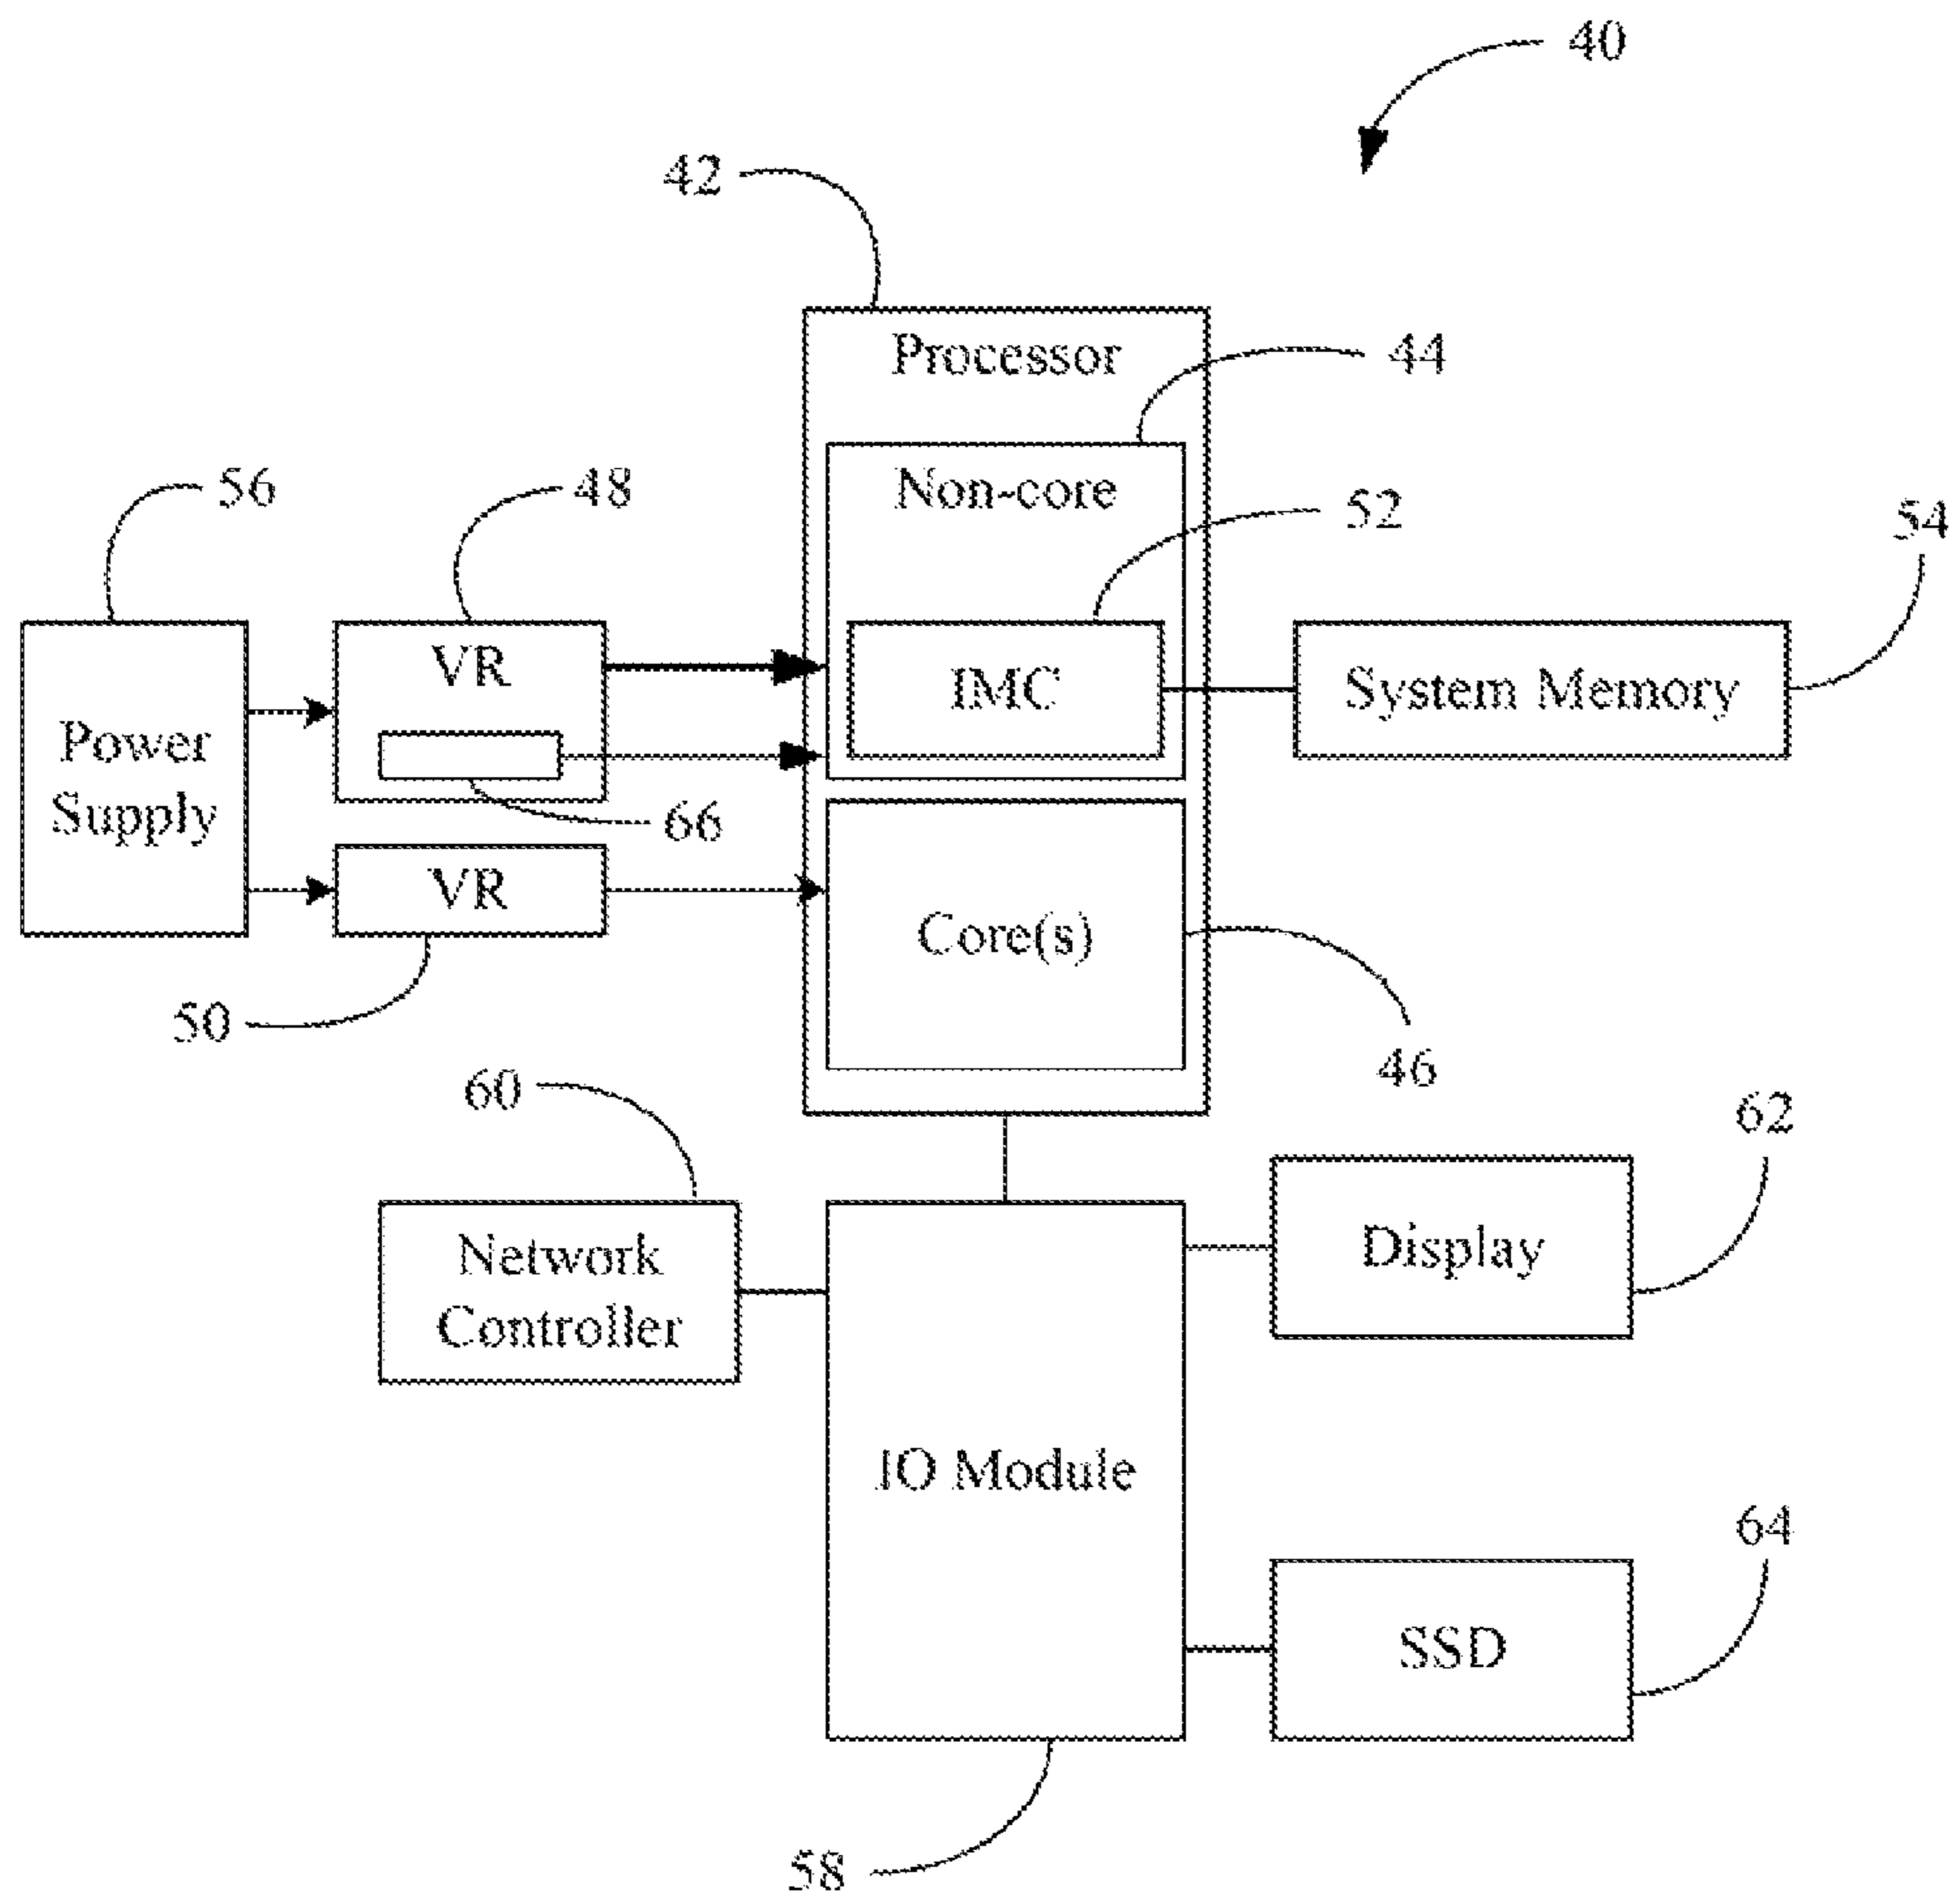 40
42
Processor
44
56
48
Non-core
52
54
VR
IMC
System Memory
Power
Supply
66
VR
Core(s)
50
46
60
62
Network
Controller
Display
IO Module
64
SSD
58